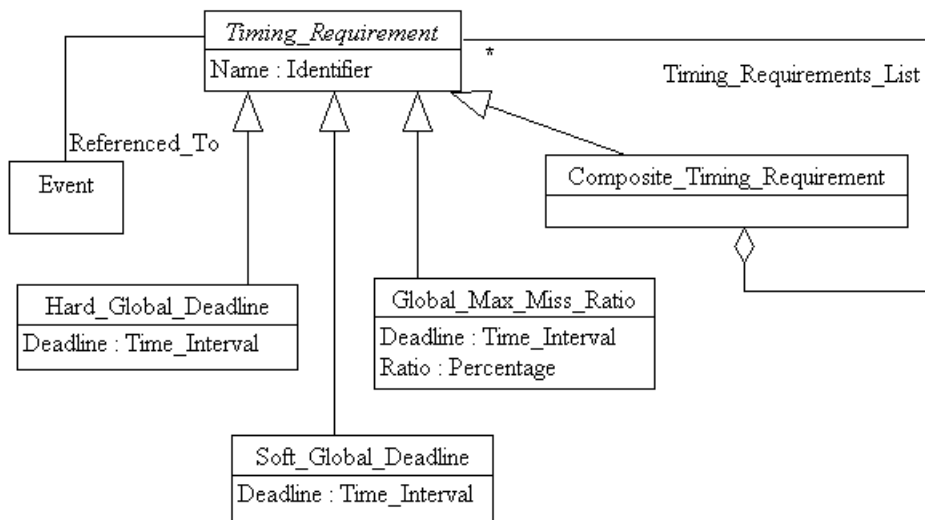 Timing_Requirement
Name : Identifier
*
Timing_Requirements_List
Referenced_To
Event
Composite_Timing_Requirement
Hard_Global_Deadline
Deadline : Time_Interval
Global_Max_Miss_Ratio
Deadline : Time_Interval
Ratio : Percentage
Soft_Global_Deadline
Deadline : Time_Interval